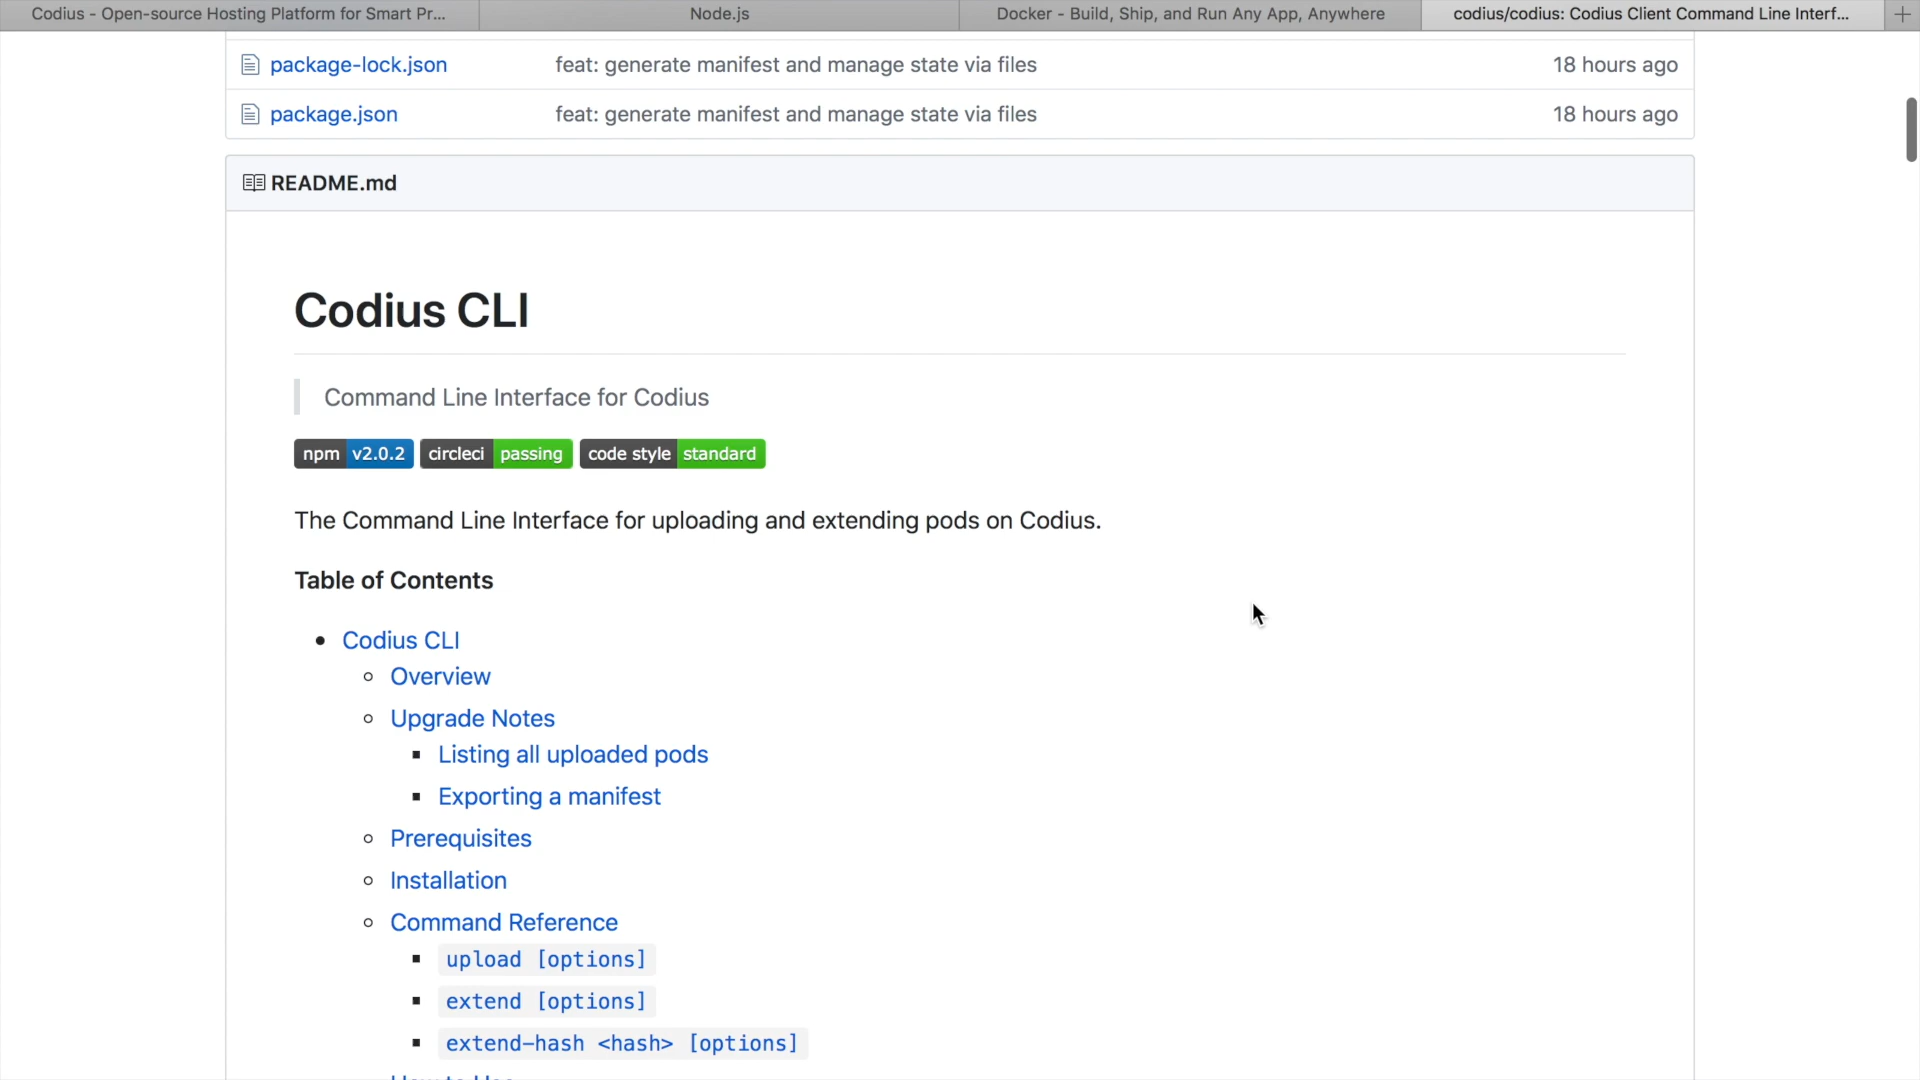 Codius - Open-source Hosting Platform for Smart Pr...
Node.js
Docker - Build, Ship, and Run Any App, Anywhere
codius/codius: Codius Client Command Line Interf...
package-lock.json feat: generate manifest and manage state via files 18 hours ago
package.json feat: generate manifest and manage state via files 18 hours ago
README.md
Codius CLI
Command Line Interface for Codius
npm v2.0.2 circleci passing code style standard
The Command Line Interface for uploading and extending pods on Codius.
Table of Contents
Codius CLI
Overview
Upgrade Notes
Listing all uploaded pods
Exporting a manifest
Prerequisites
Installation
Command Reference
upload [options]
extend [options]
extend-hash <hash> [options]